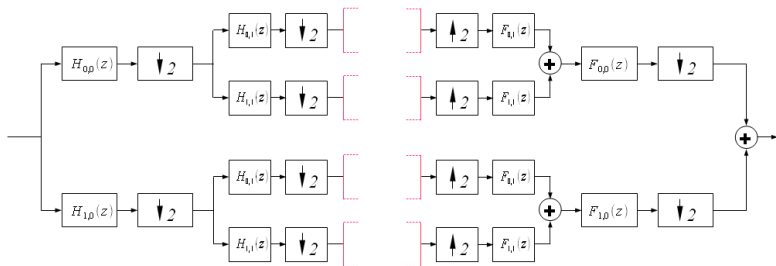 H₀,₁(z) 2 2 F₀,₁(z)
H₀,₀(z) 2 F₀,₀(z) 2
H₁,₁(z) 2 2 F₁,₁(z)
H₀,₁(z) 2 2 F₀,₁(z)
H₁,₀(z) 2 F₁,₀(z) 2
H₁,₁(z) 2 2 F₁,₁(z)